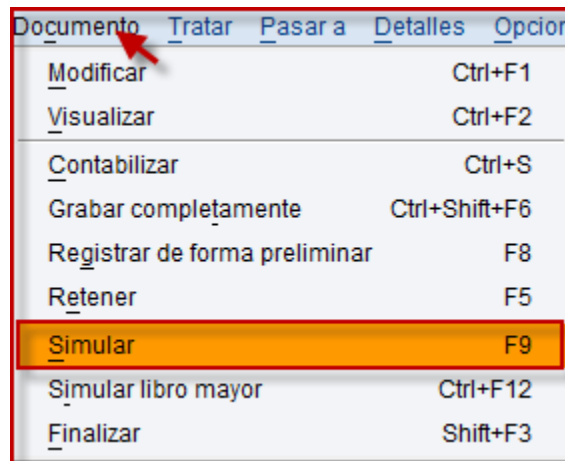 Documento Tratar Pasar a Detalles Opcion
Modificar Ctrl+F1
Visualizar Ctrl+F2
Contabilizar Ctrl+S
Grabar completamente Ctrl+Shift+F6
Registrar de forma preliminar F8
Retener F5
Simular F9
Simular libro mayor Ctrl+F12
Finalizar Shift+F3